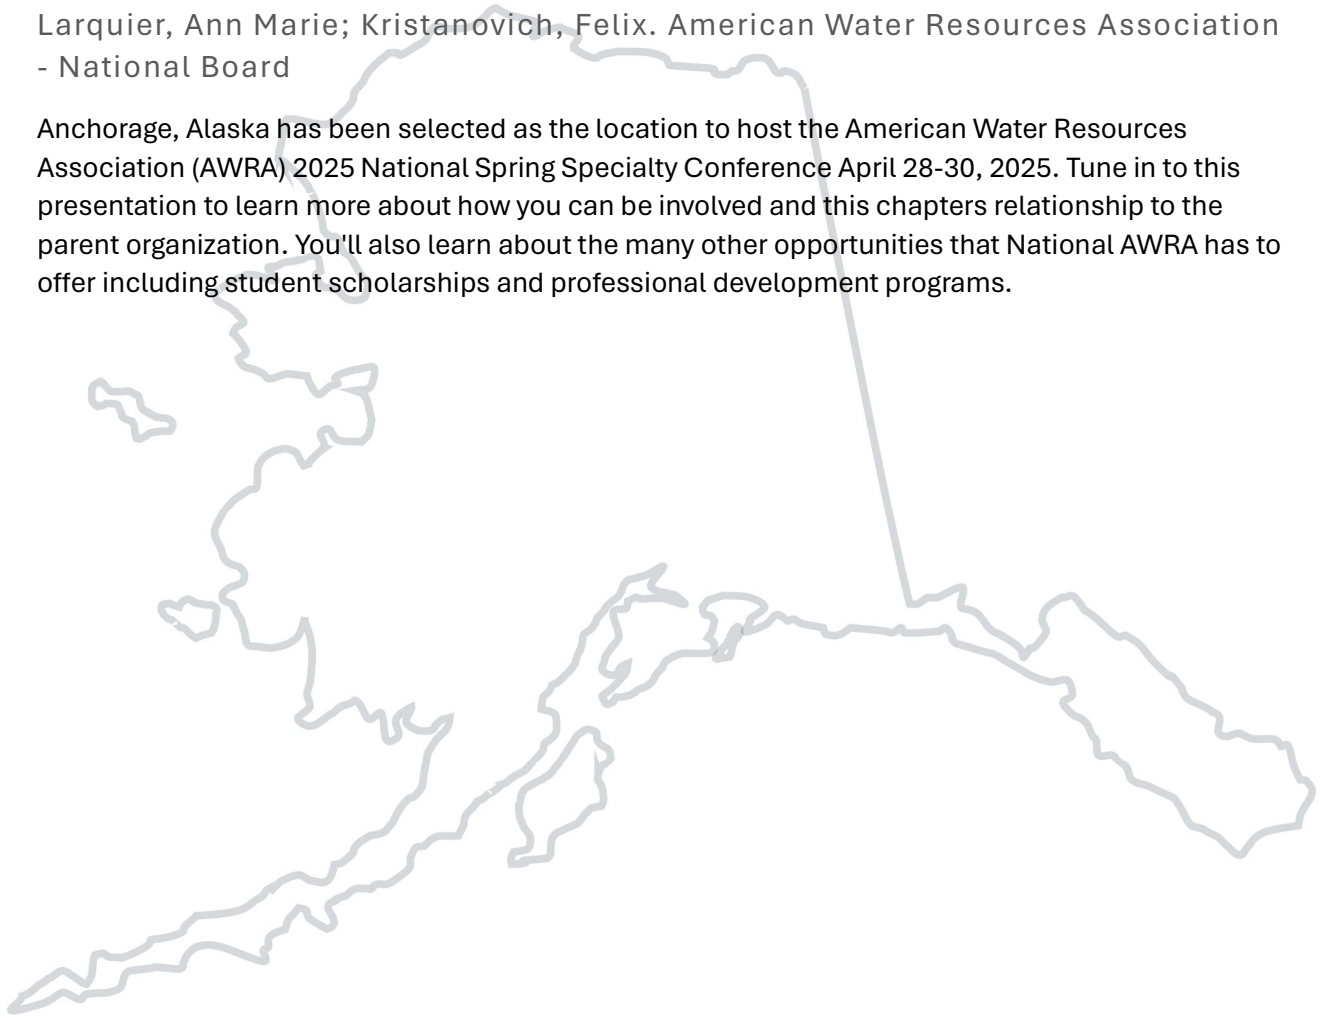 Larquier, Ann Marie; Kristanovich, Felix. American Water Resources Association
- National Board
Anchorage, Alaska has been selected as the location to host the American Water Resources
Association (AWRA) 2025 National Spring Specialty Conference April 28-30, 2025. Tune in to this
presentation to learn more about how you can be involved and this chapters relationship to the
parent organization. You'll also learn about the many other opportunities that National AWRA has to
offer including student scholarships and professional development programs.